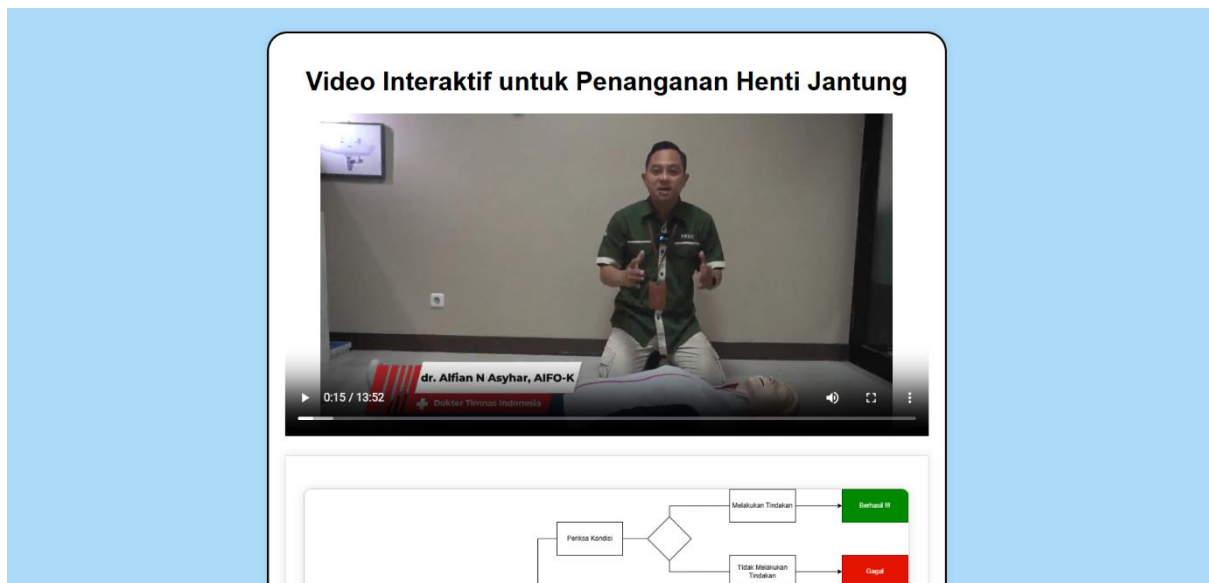 Video Interaktif untuk Penanganan Henti Jantung
dr. Alfian N Asyhar, AIFO-K
Dokter Timnas Indonesia
0:15 / 13:52
Melakukan Tindakan
Berhasil !!!
Periksa Kondisi
Tidak Melakukan
Tindakan
Gagal